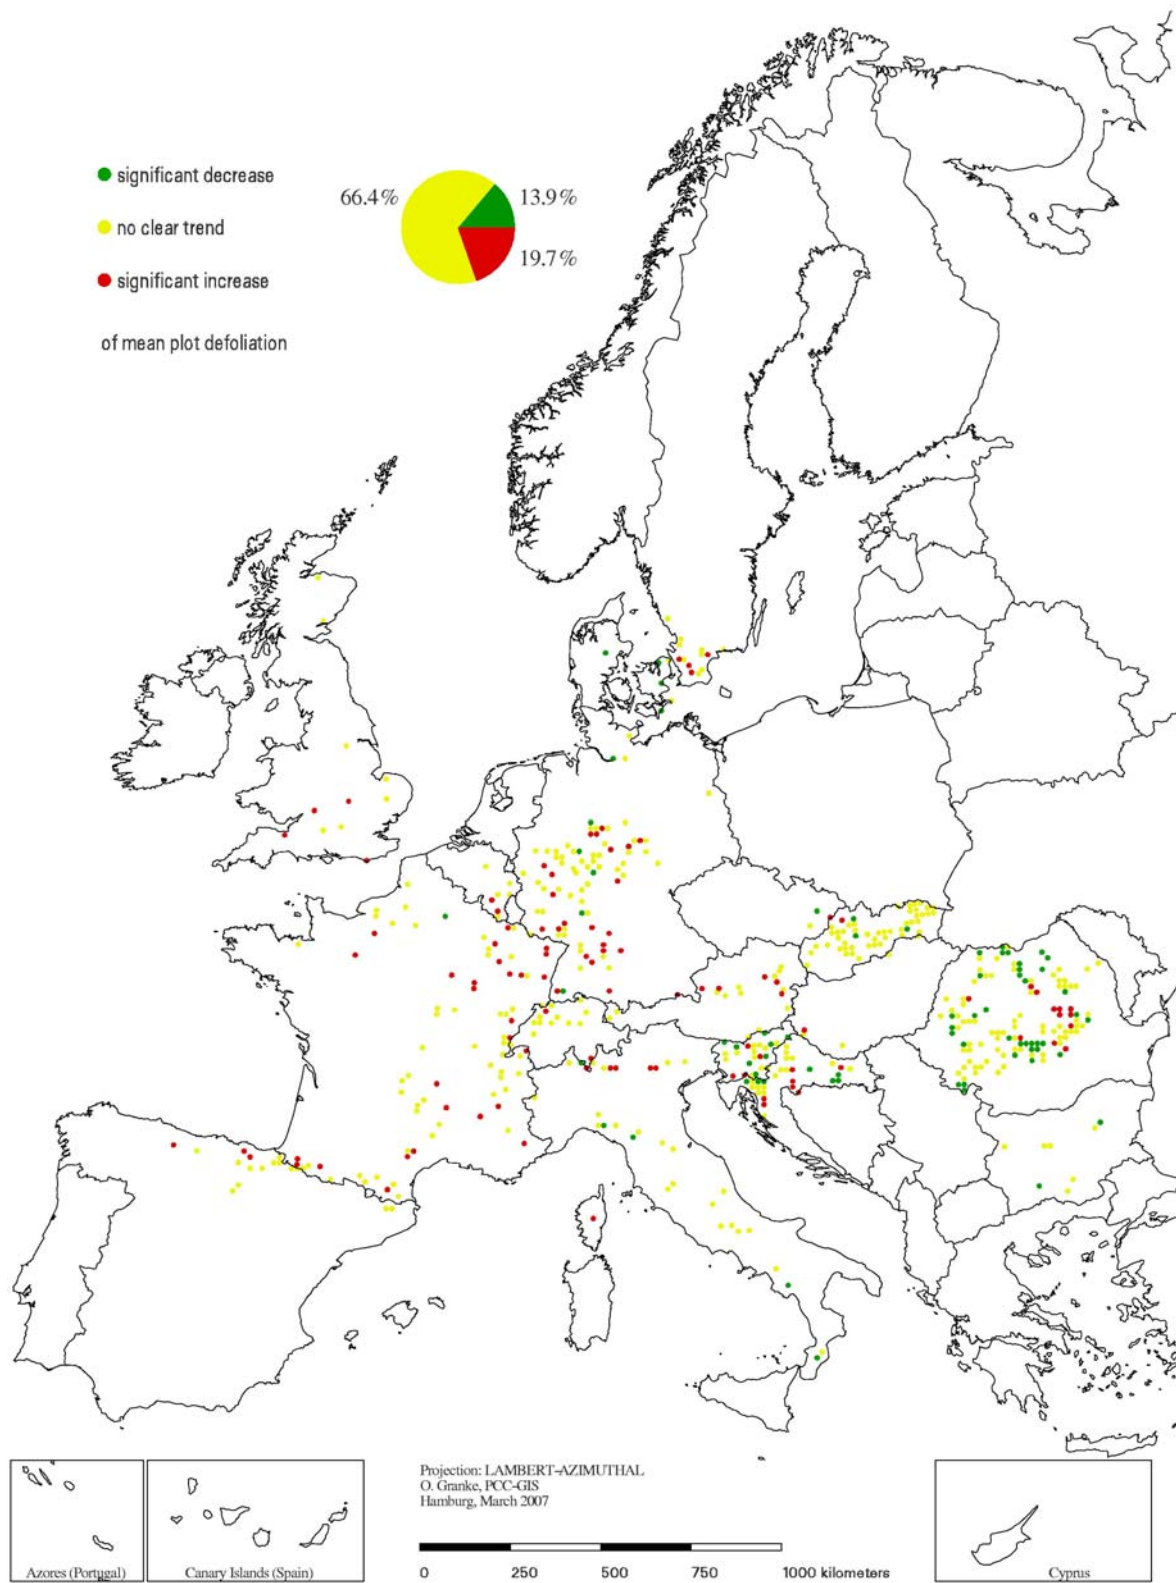 significant decrease
66.4%
13.9%
no clear trend
19.7%
significant increase
of mean plot defoliation
Projection: LAMBERT-AZIMUTHAL
O. Granke, PCC-GIS
Hamburg, March 2007
Azores (Portugal)
Canary Islands (Spain)
0 250 500 750 1000 kilometers
Cyprus